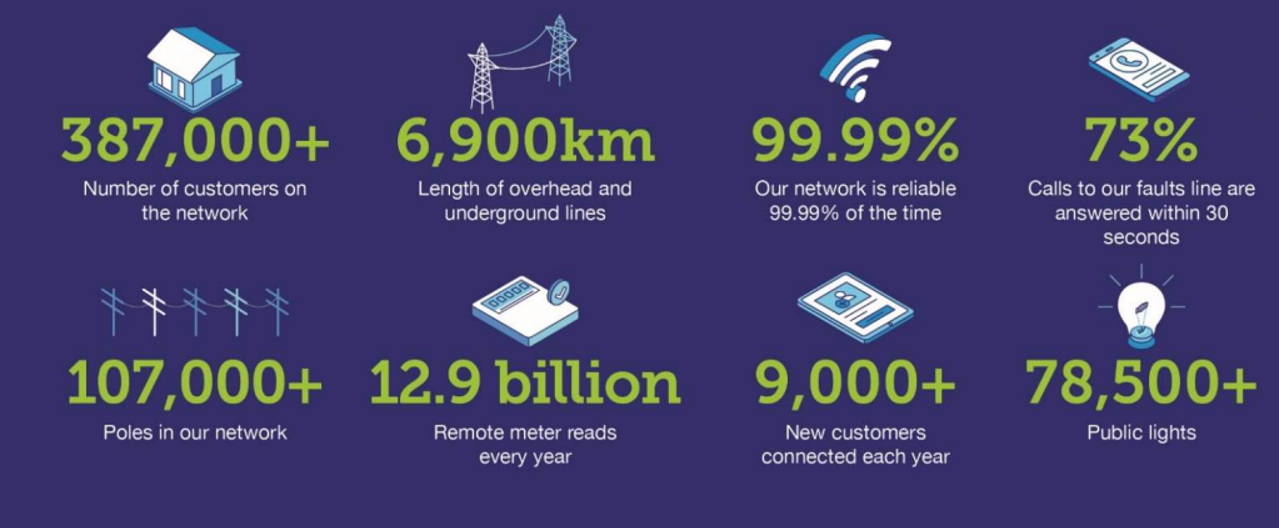 387,000+
Number of customers on
the network
6,900km
Length of overhead and
underground lines
99.99%
Our network is reliable
99.99% of the time
73%
Calls to our faults line are
answered within 30
seconds
107,000+
Poles in our network
12.9 billion
Remote meter reads
every year
9,000+
New customers
connected each year
78,500+
Public lights